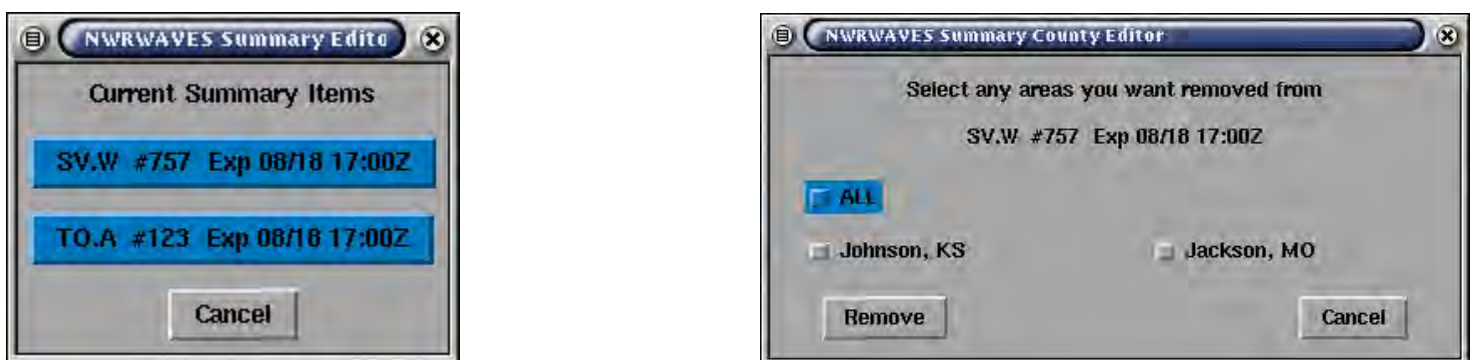 NWRWAVES Summary Edito
Current Summary Items
SV.W #757 Exp 08/18 17:00Z
TO.A #123 Exp 08/18 17:00Z
Cancel
NWRWAVES Summary County Editor
Select any areas you want removed from
SV.W #757 Exp 08/18 17:00Z
ALL
Johnson, KS Jackson, MO
Remove Cancel